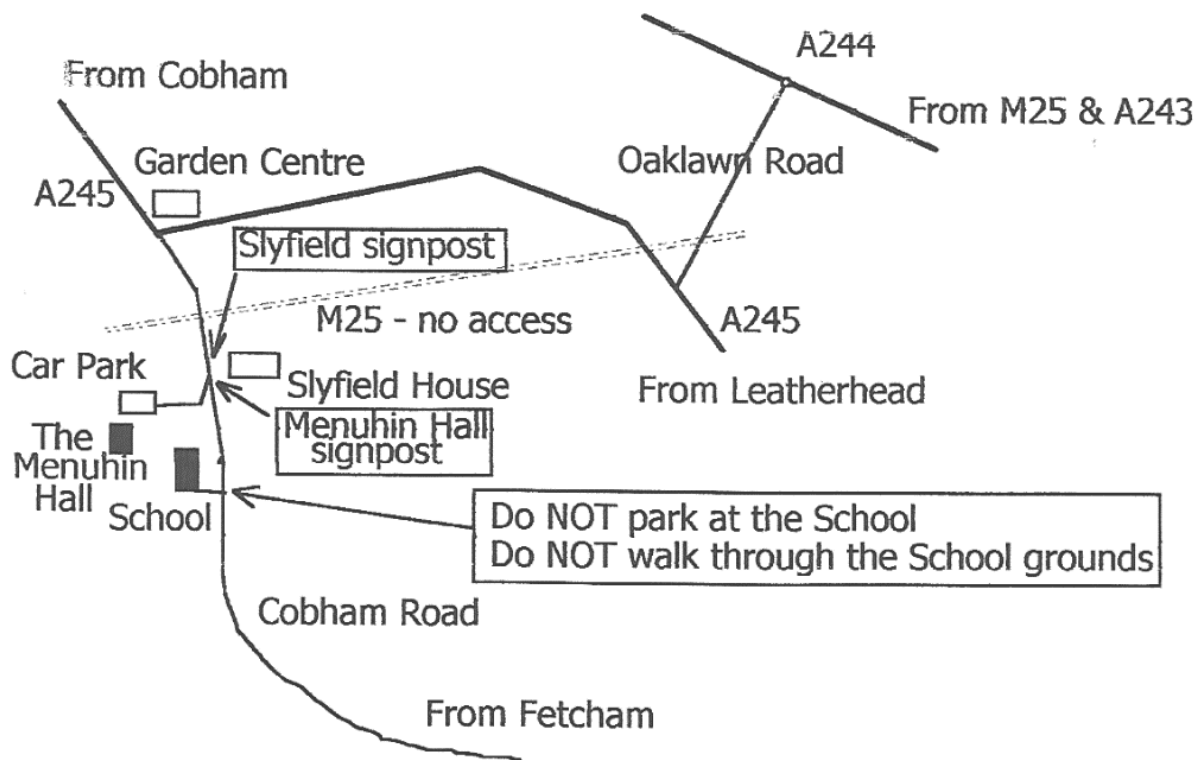 A244
From Cobham
From M25 & A243
Garden Centre
Oaklawn Road
A245
Slyfield signpost
M25 - no access
A245
Car Park
Slyfield House
From Leatherhead
Menuhin Hall
signpost
The
Menuhin
Hall
School
Do NOT park at the School
Do NOT walk through the School grounds
Cobham Road
From Fetcham